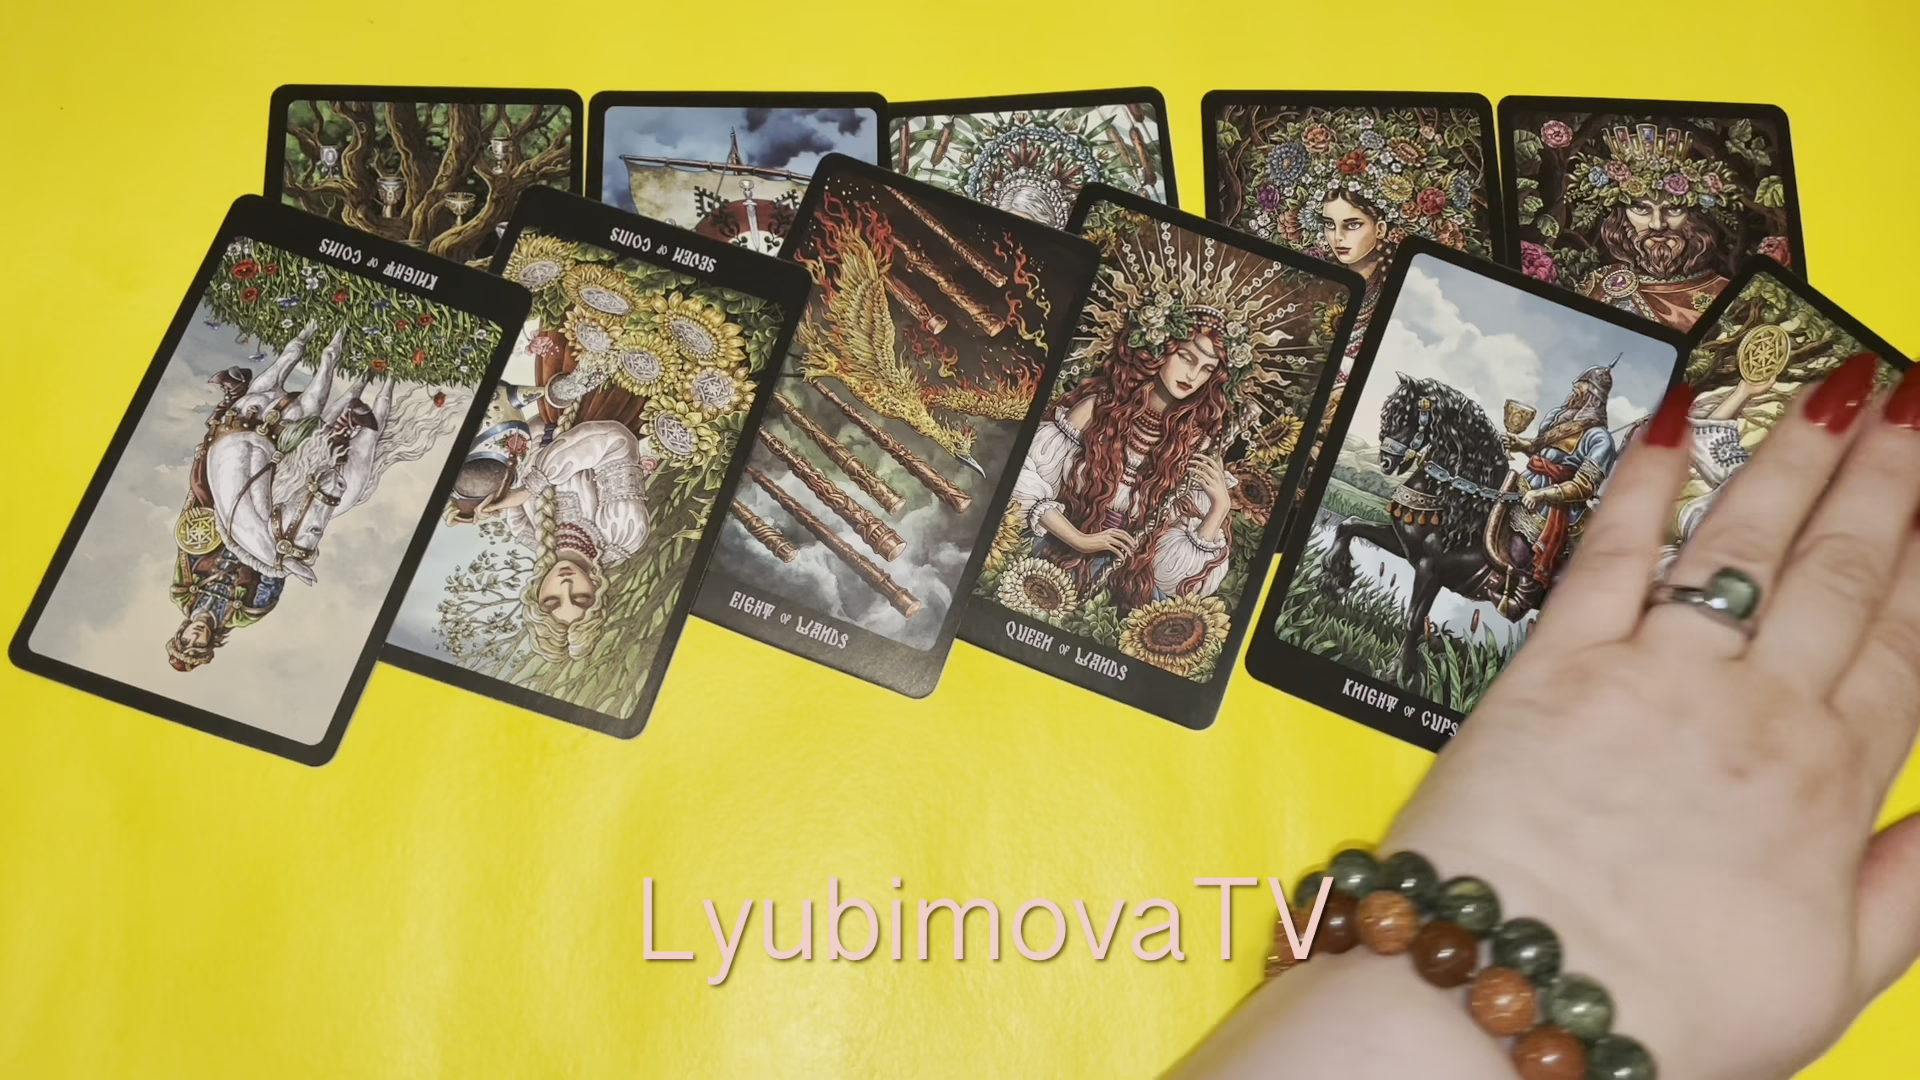 KNIGHT OF COINS
SEVEN OF COINS
EIGHT OF WANDS
QUEEN OF WANDS
KNIGHT OF CUPS
LyubimovaTV